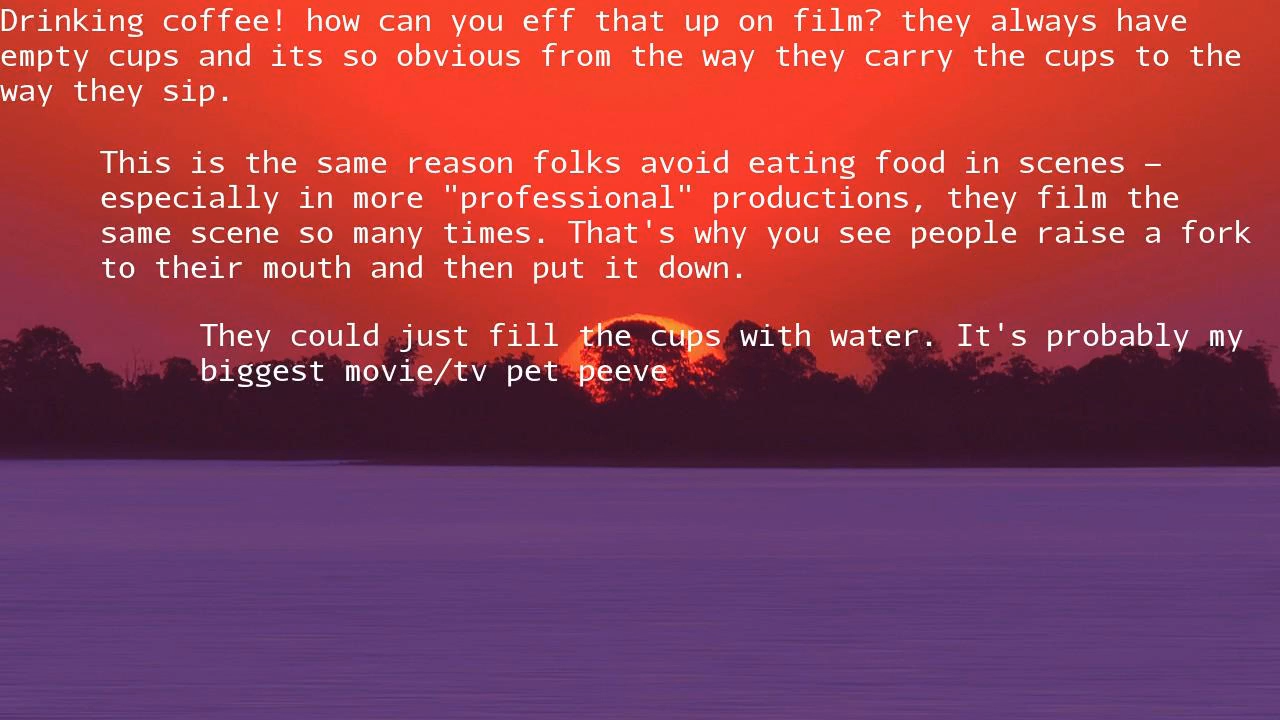 Drinking coffee! how can you eff that up on film? they always have
empty cups and its so obvious from the way they carry the cups to the
way they sip.
This is the same reason folks avoid eating food in scenes —
especially in more "professional" productions, they film the
same scene so many times. That's why you see people raise a fork
to their mouth and then put it down.
They could just fill the cups with water. It's probably my
biggest movie/tv pet peeve